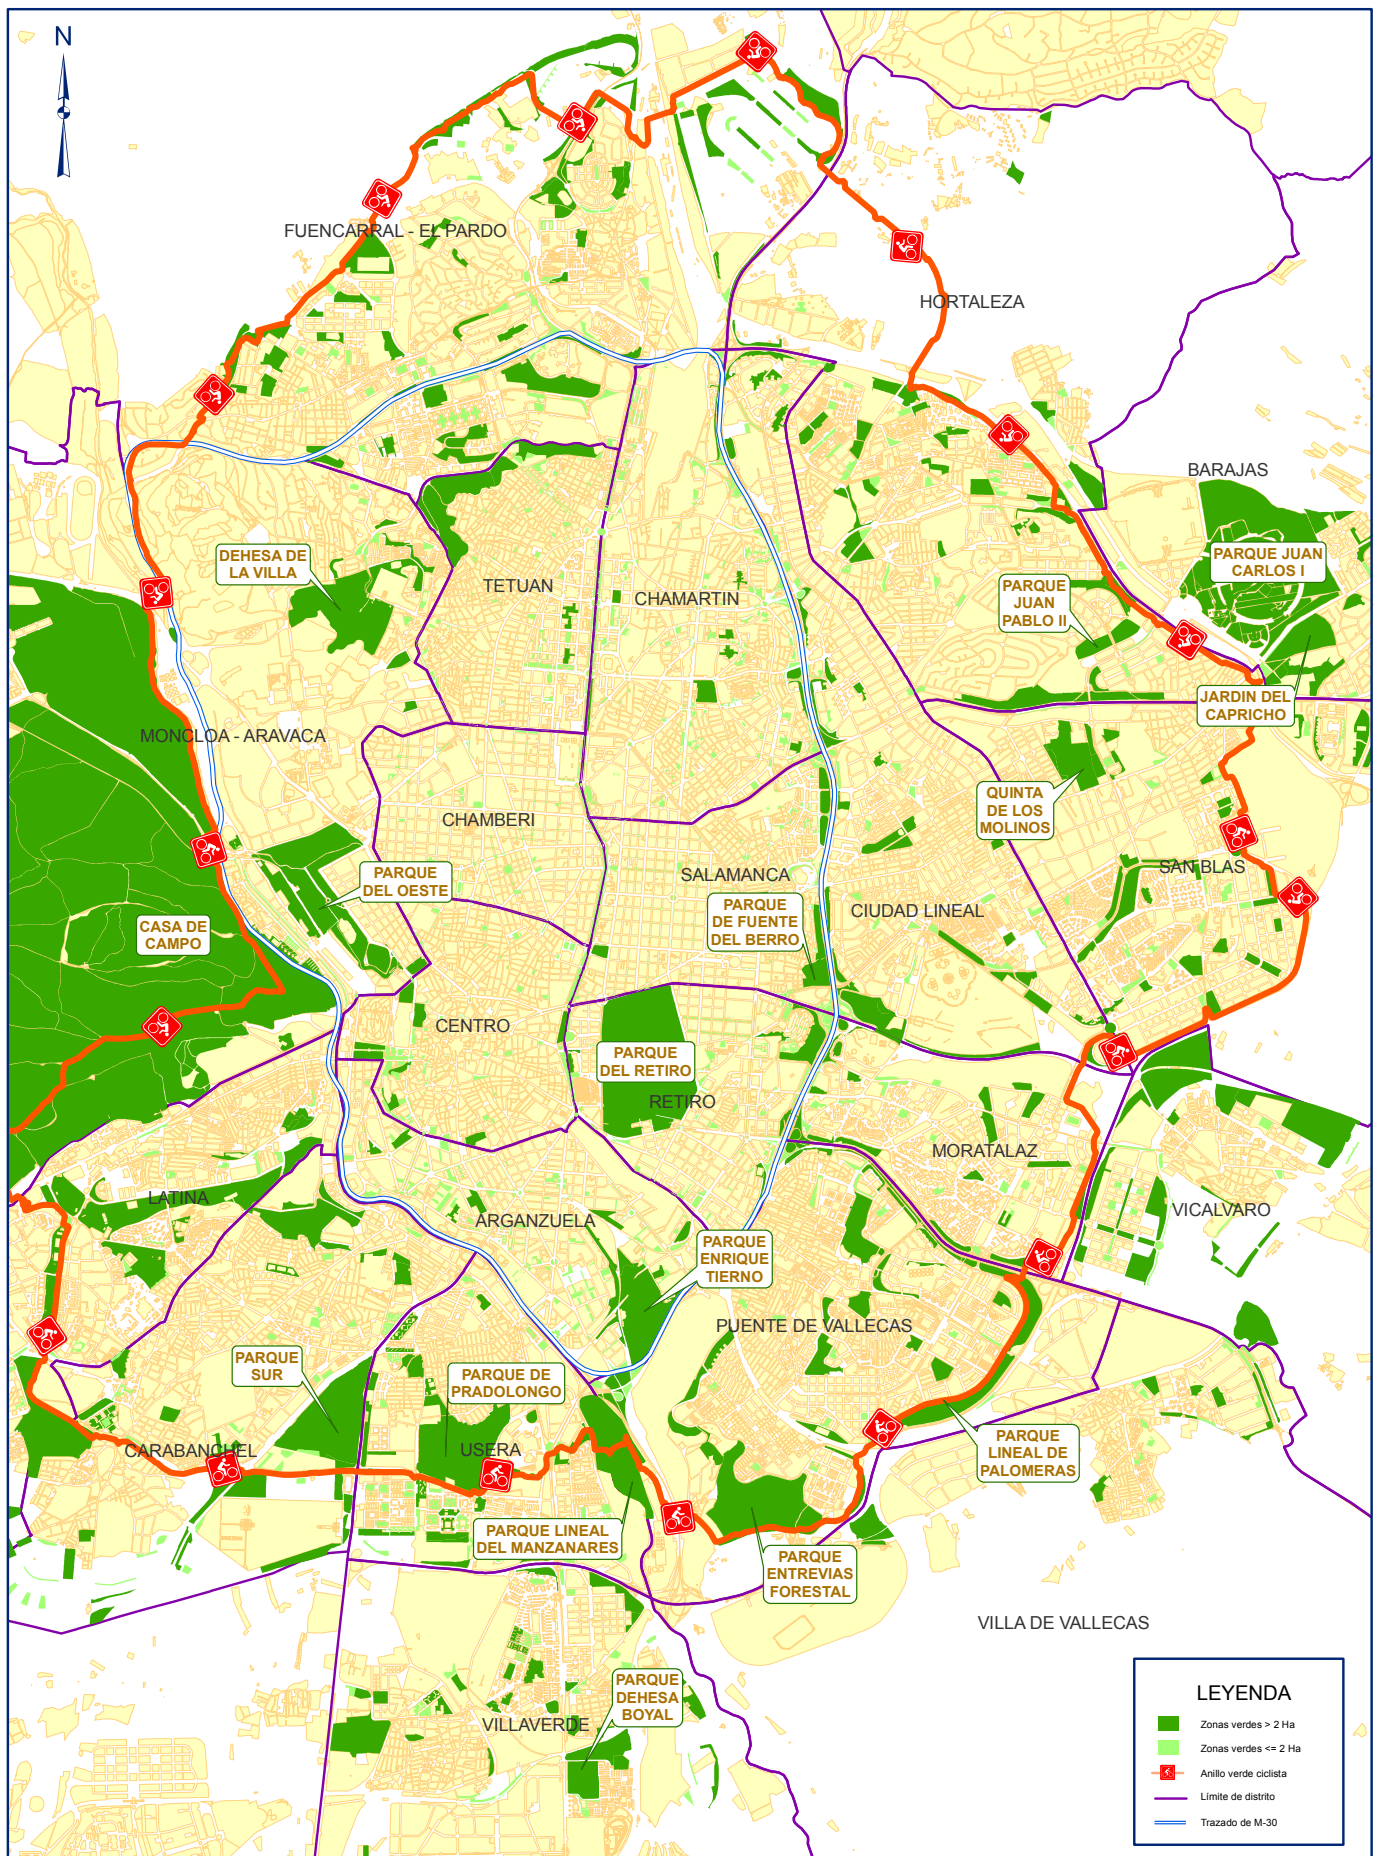 N
FUENCARRAL - EL PARDO
HORTALEZA
BARAJAS
DEHESA DE
LA VILLA
TETUAN
CHAMARTIN
PARQUE JUAN
CARLOS I
PARQUE
JUAN
PABLO II
JARDIN DEL
CAPRICHO
MONCLOA - ARAVACA
CHAMBERI
QUINTA
DE LOS
MOLINOS
PARQUE
DEL OESTE
SALAMANCA
SAN BLAS
CASA DE
CAMPO
PARQUE
DE FUENTE
DEL BERRO
CIUDAD LINEAL
CENTRO
PARQUE
DEL RETIRO
RETIRO
MORATALAZ
LATINA
ARGANZUELA
VICALVARO
PARQUE
ENRIQUE
TIERNO
PUENTE DE VALLECAS
PARQUE
SUR
PARQUE DE
PRADOLONGO
CARABANCHEL
USERA
PARQUE
LINEAL DE
PALOMERAS
PARQUE LINEAL
DEL MANZANARES
PARQUE
ENTREVIAS
FORESTAL
VILLA DE VALLECAS
PARQUE
DEHESA
BOYAL
VILLAVERDE
LEYENDA
Zonas verdes > 2 Ha
Zonas verdes <= 2 Ha
Anillo verde ciclista
Límite de distrito
Trazado de M-30